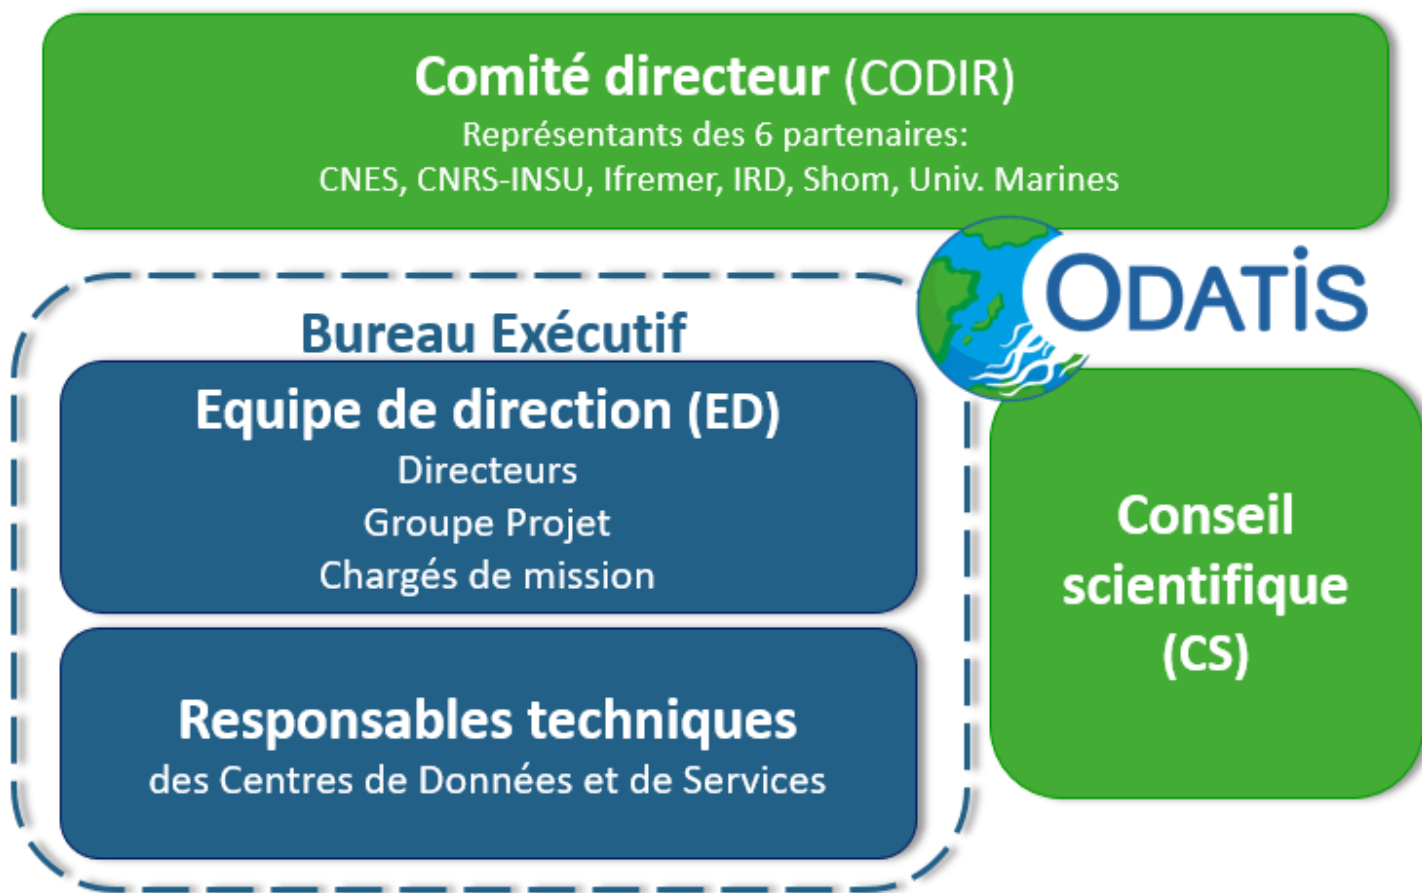 Comité directeur (CODIR)
Représentants des 6 partenaires:
CNES, CNRS-INSU, Ifremer, IRD, Shom, Univ. Marines
ODATiS
Bureau Exécutif
Equipe de direction (ED)
Directeurs
Groupe Projet
Chargés de mission
Responsables techniques
des Centres de Données et de Services
Conseil
scientifique
(CS)